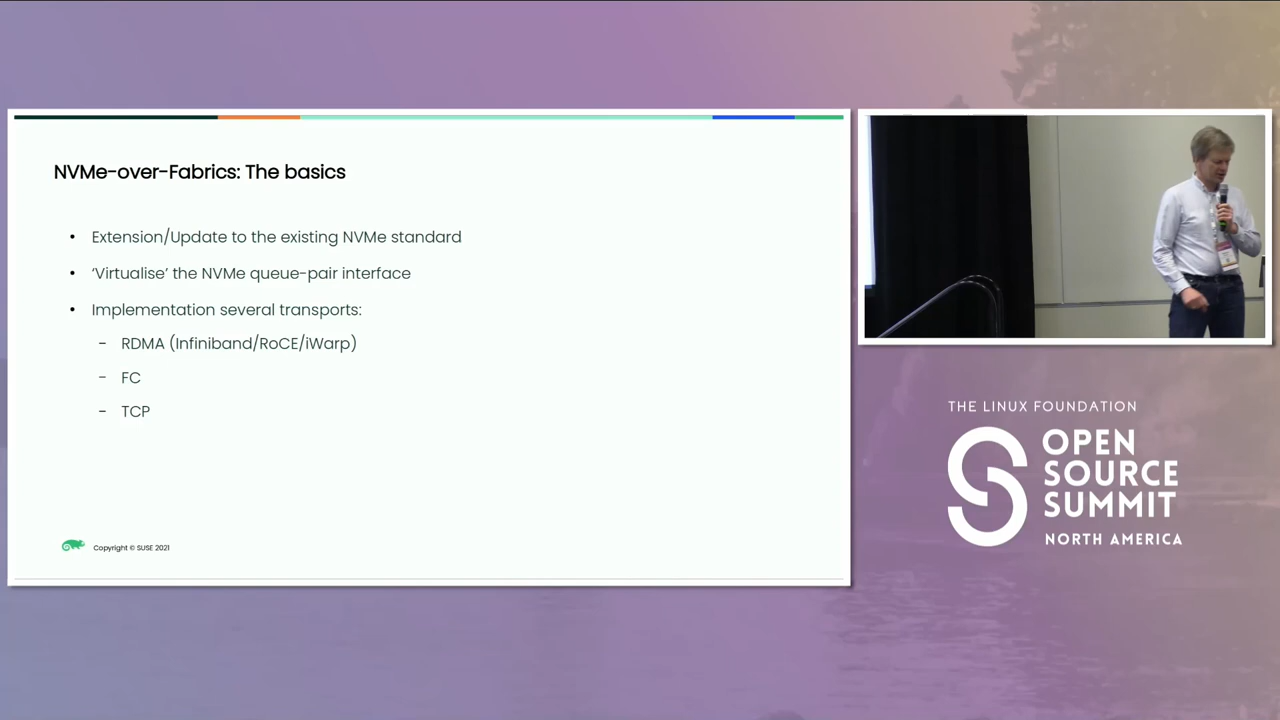 NVMe-over-Fabrics: The basics
• Extension/Update to the existing NVMe standard
• ‘Virtualise’ the NVMe queue-pair interface
• Implementation several transports:
- RDMA (Infiniband/RoCE/iWarp)
- FC
- TCP
Copyright © SUSE 2021
THE LINUX FOUNDATION
OPEN
SOURCE
SUMMIT
NORTH AMERICA